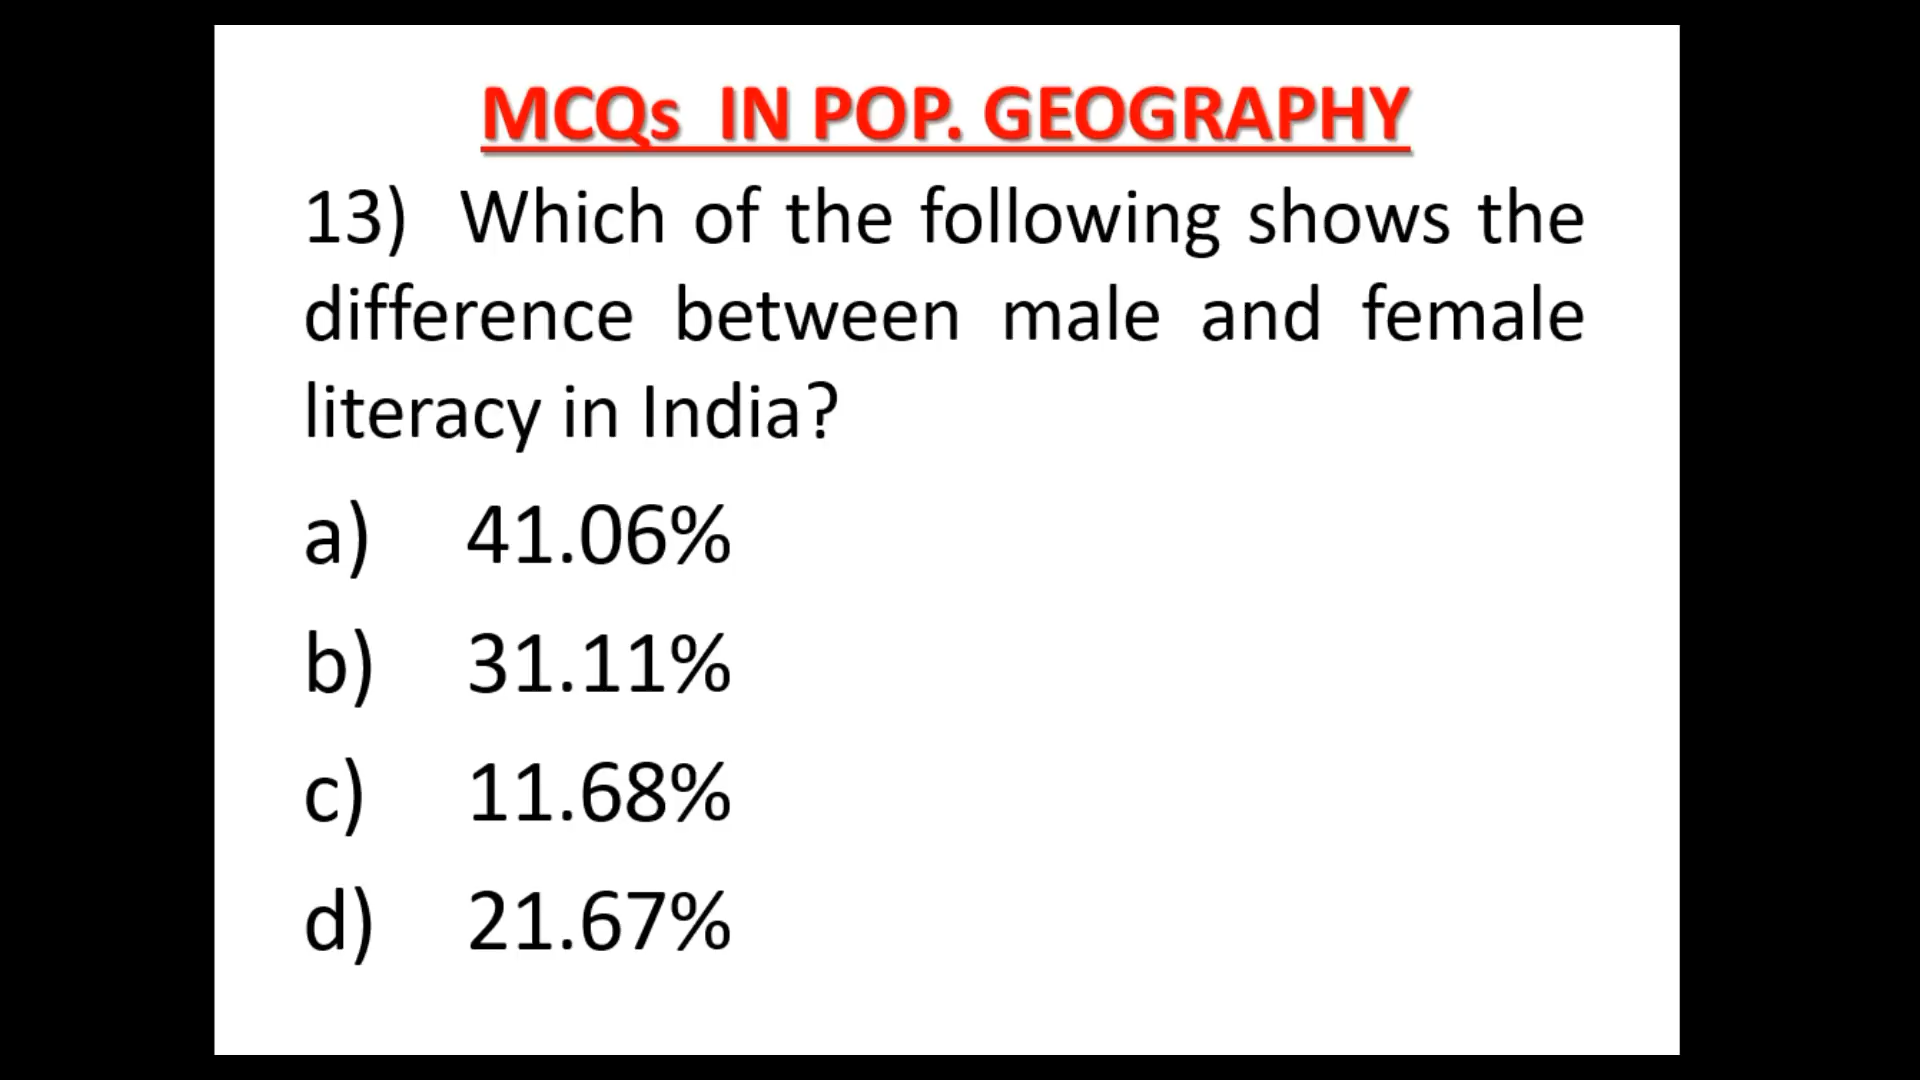 MCQs IN POP. GEOGRAPHY
13) Which of the following shows the
difference between male and female
literacy in India?
a) 41.06%
b) 31.11%
c) 11.68%
d) 21.67%